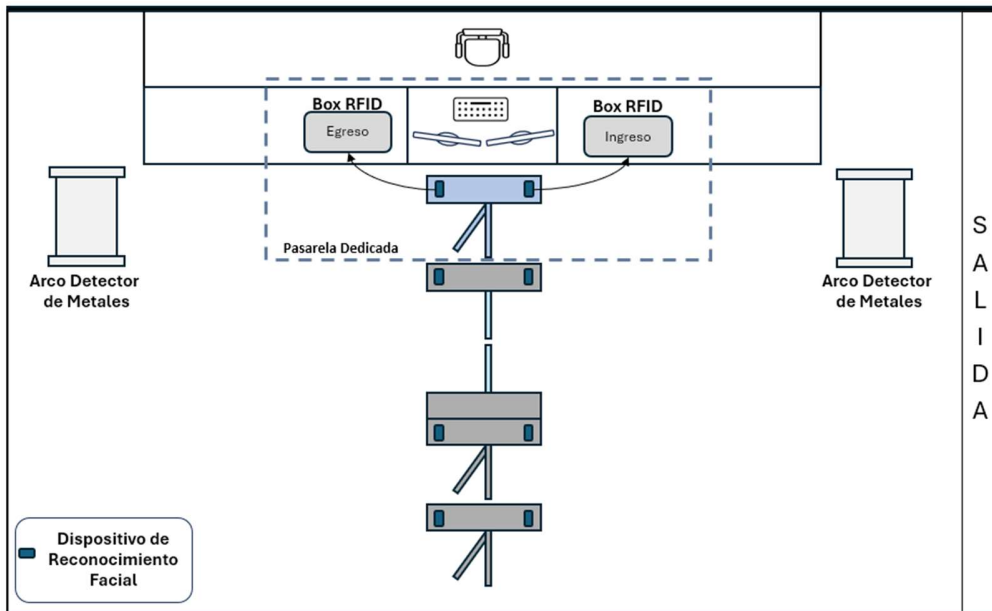 Box RFID
Egreso
Box RFID
Ingreso
Pasarela Dedicada
Arco Detector
de Metales
Arco Detector
de Metales
SALIDA
Dispositivo de
Reconocimiento
Facial